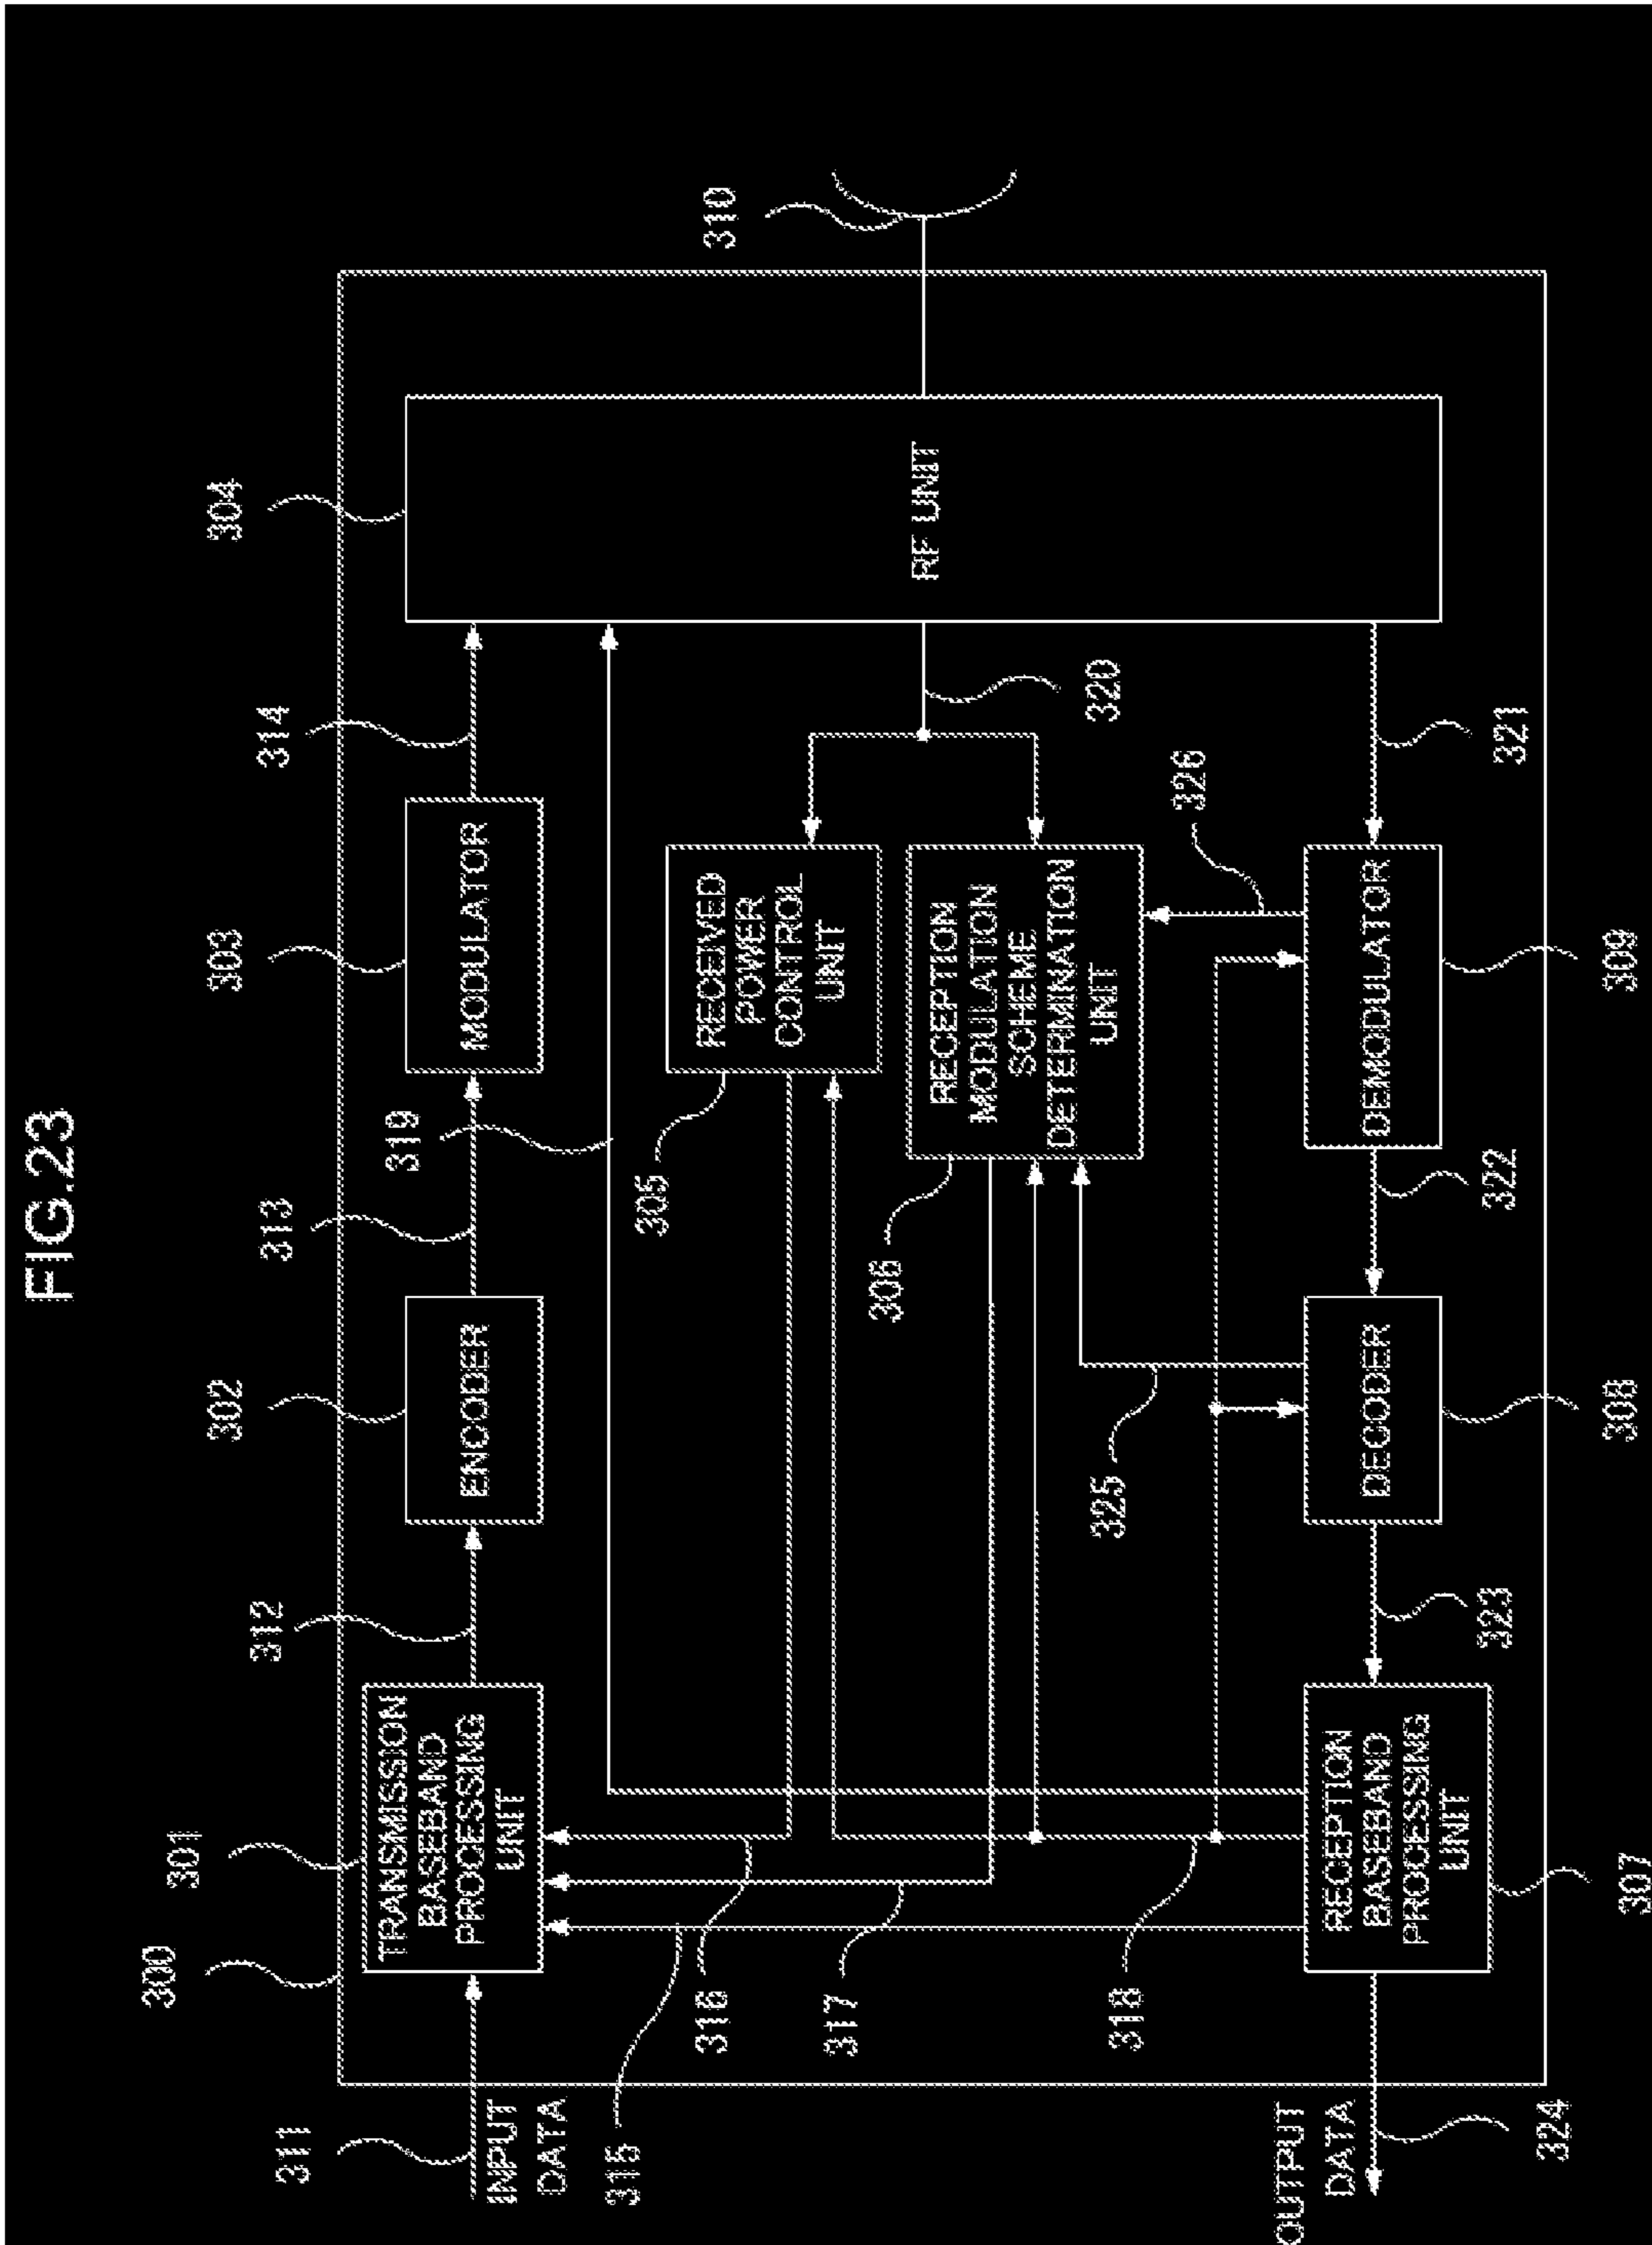 FIG.23
300
301
302
303
304
310
311
312
313
314
319
INPUT
DATA
TRANSMISSION
BASEBAND
PROCESSING
UNIT
ENCODER
MODULATOR
RF UNIT
315
316
317
318
305
RECEIVED
POWER
CONTROL
UNIT
306
RECEPTION
MODULATION
SCHEME
DETERMINATION
UNIT
320
325
326
OUTPUT
DATA
RECEPTION
BASEBAND
PROCESSING
UNIT
DECODER
DEMODULATOR
324
323
322
321
307
308
309